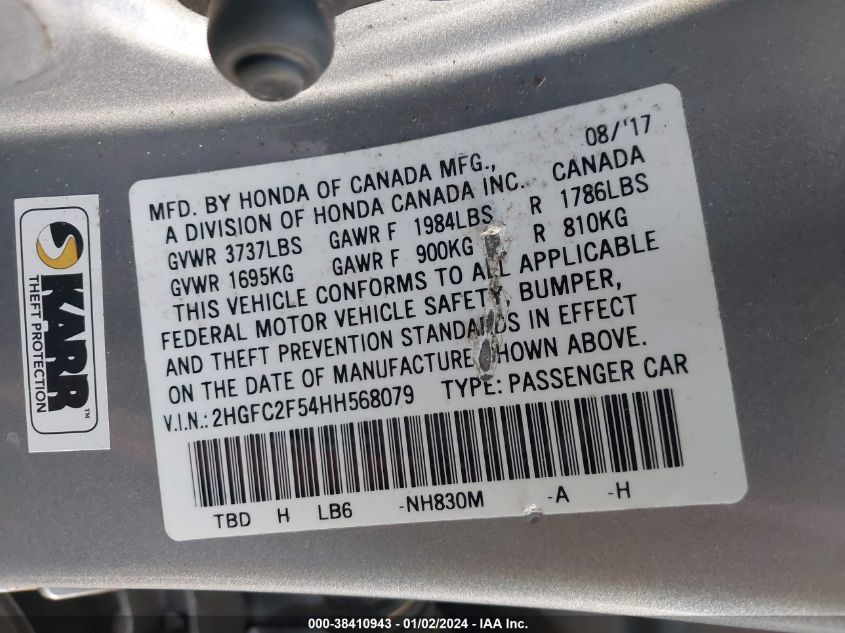 08/'17
MFD. BY HONDA OF CANADA MFG.,
A DIVISION OF HONDA CANADA INC. CANADA
GVWR 3737LBS GAWR F 1984LBS R 1786LBS
GVWR 1695KG GAWR F 900KG R 810KG
THIS VEHICLE CONFORMS TO ALL APPLICABLE
FEDERAL MOTOR VEHICLE SAFETY, BUMPER,
AND THEFT PREVENTION STANDARDS IN EFFECT
ON THE DATE OF MANUFACTURE SHOWN ABOVE.
V.I.N.: 2HGFC2F54HH568079 TYPE: PASSENGER CAR
TBD H LB6 -NH830M -A -H
KARR™
THEFT PROTECTION
000-38410943 - 01/02/2024 - IAA Inc.